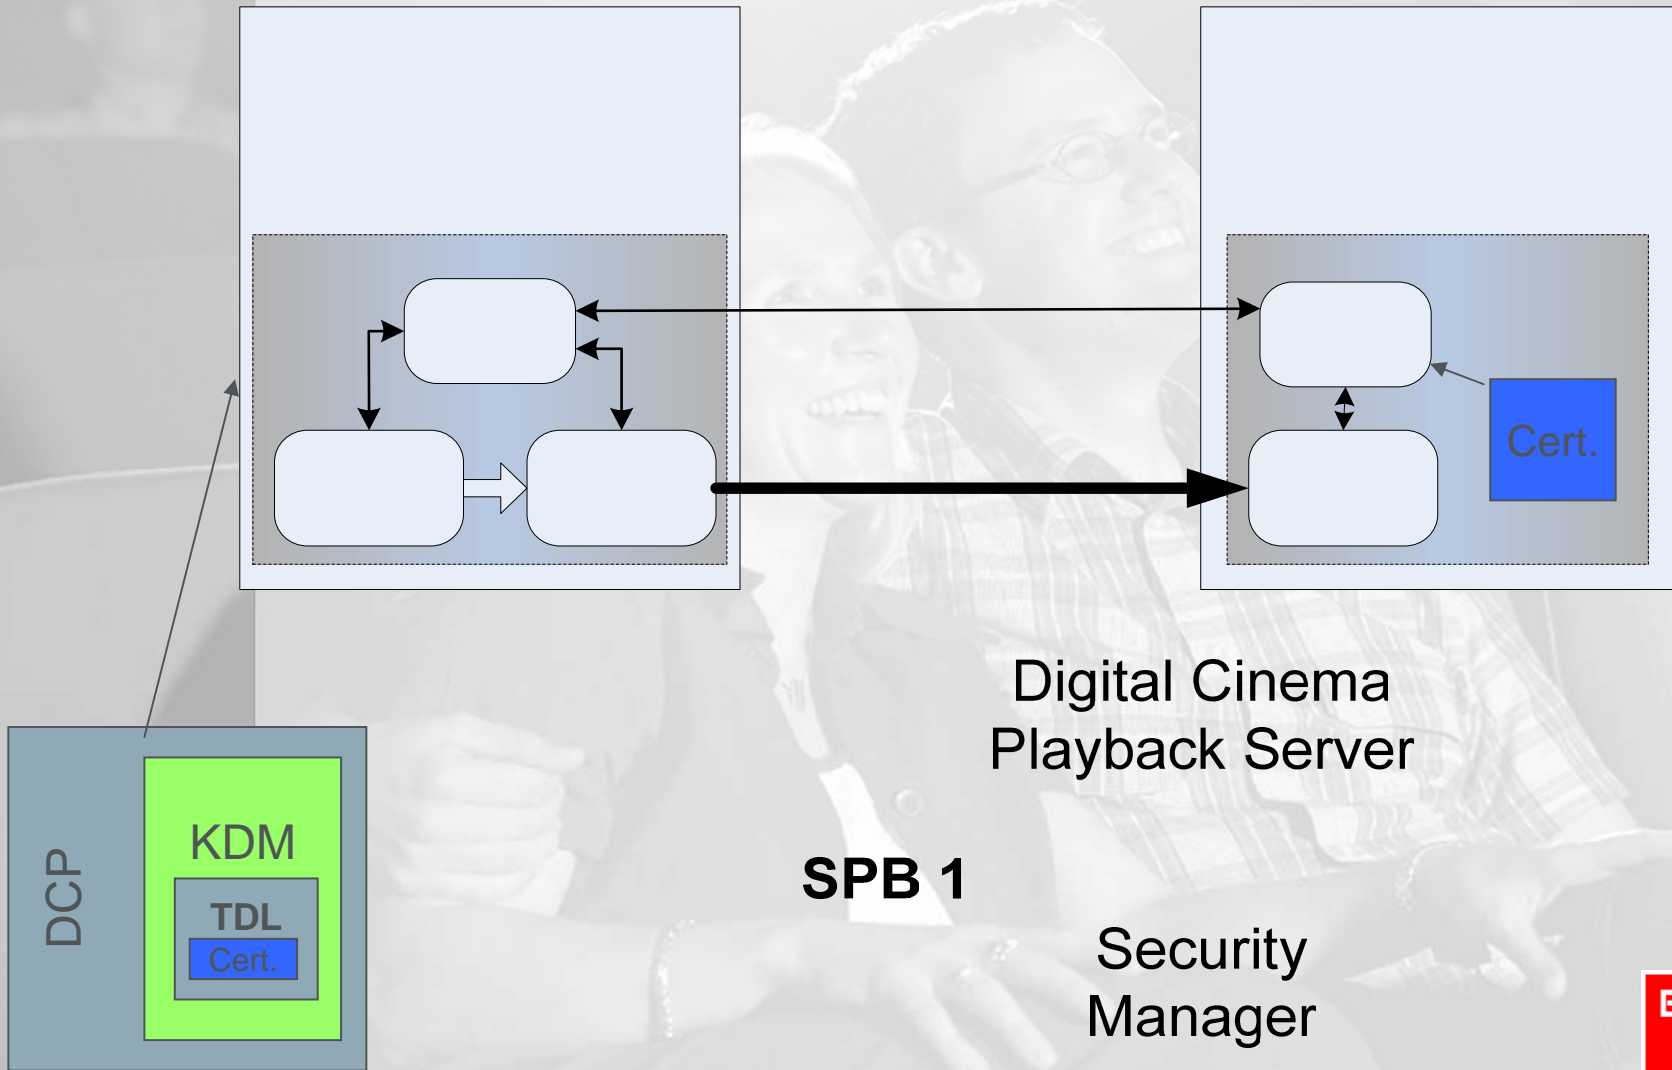 Cert.
Digital Cinema
Playback Server
KDM
DCP
SPB 1
TDL
Cert.
Security
Manager